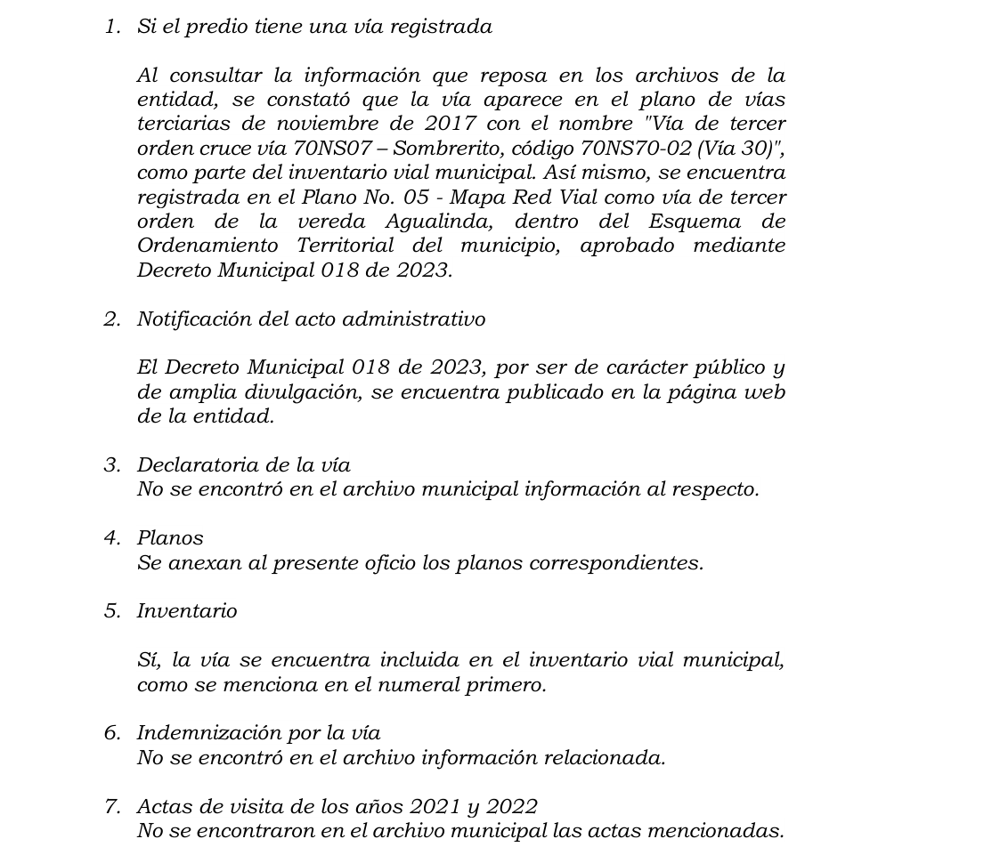 1. Si el predio tiene una vía registrada
Al consultar la información que reposa en los archivos de la
entidad, se constató que la vía aparece en el plano de vías
terciarias de noviembre de 2017 con el nombre "Vía de tercer
orden cruce vía 70NS07 – Sombrerito, código 70NS70-02 (Vía 30)",
como parte del inventario vial municipal. Así mismo, se encuentra
registrada en el Plano No. 05 - Mapa Red Vial como vía de tercer
orden de la vereda Agualinda, dentro del Esquema de
Ordenamiento Territorial del municipio, aprobado mediante
Decreto Municipal 018 de 2023.
2. Notificación del acto administrativo
El Decreto Municipal 018 de 2023, por ser de carácter público y
de amplia divulgación, se encuentra publicado en la página web
de la entidad.
3. Declaratoria de la vía
No se encontró en el archivo municipal información al respecto.
4. Planos
Se anexan al presente oficio los planos correspondientes.
5. Inventario
Sí, la vía se encuentra incluida en el inventario vial municipal,
como se menciona en el numeral primero.
6. Indemnización por la vía
No se encontró en el archivo información relacionada.
7. Actas de visita de los años 2021 y 2022
No se encontraron en el archivo municipal las actas mencionadas.